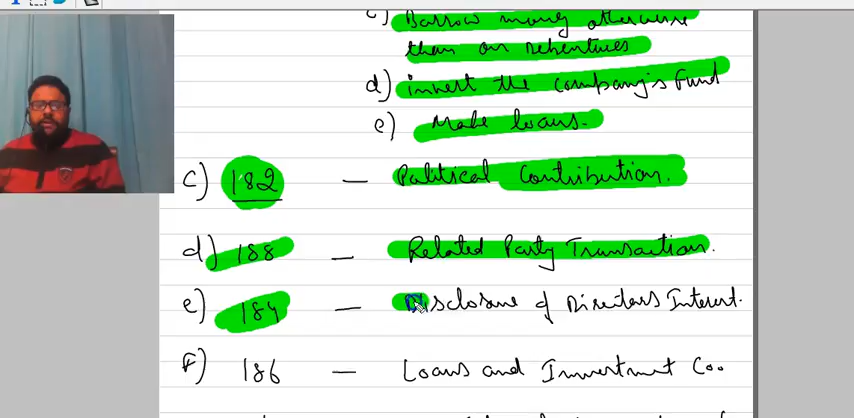 c) Borrow money otherwise
than on debentures
d) invest the company's Fund
e) Make loans.
C) 182 — Political Contribution.
d) 188 — Related Party Transaction.
e) 184 — Disclosure of Directors Interest.
F) 186 — Loans and Investment Co..